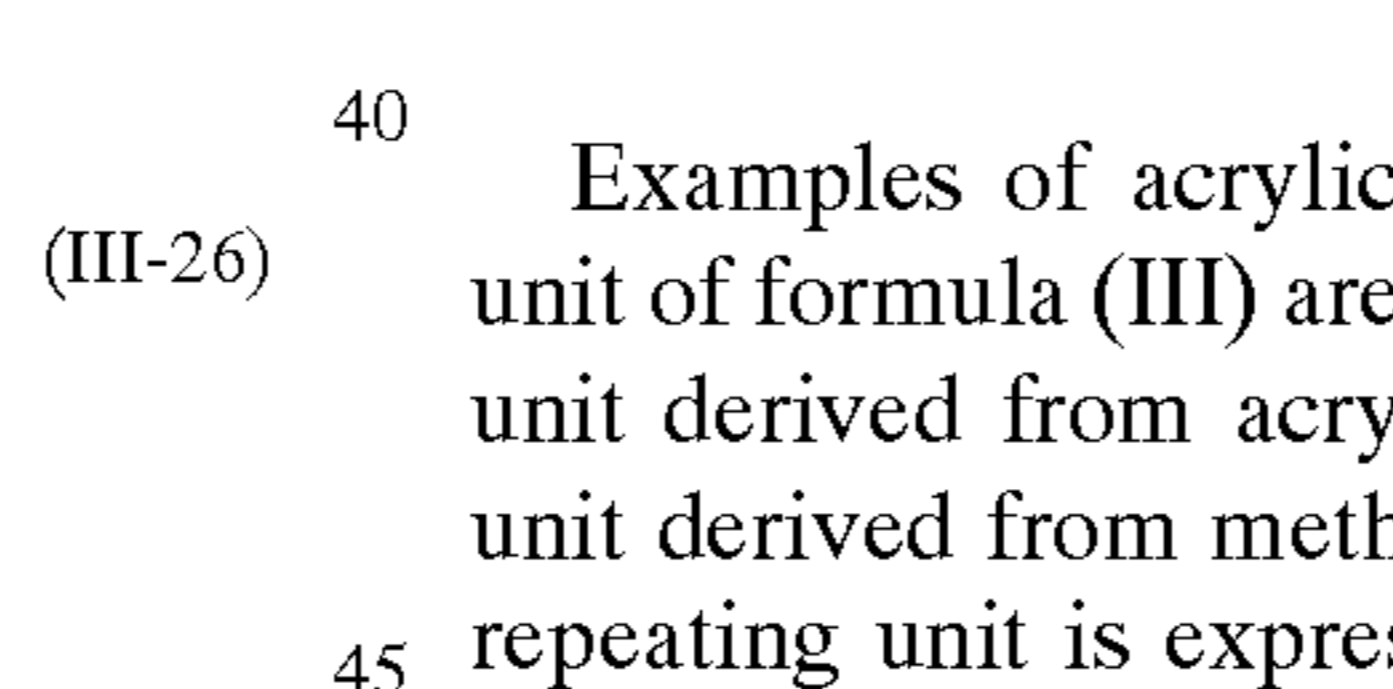 40
Examples of acrylic
(III-26)
unit of formula (III) are
unit derived from acry
unit derived from meth
repeating unit is expres
45